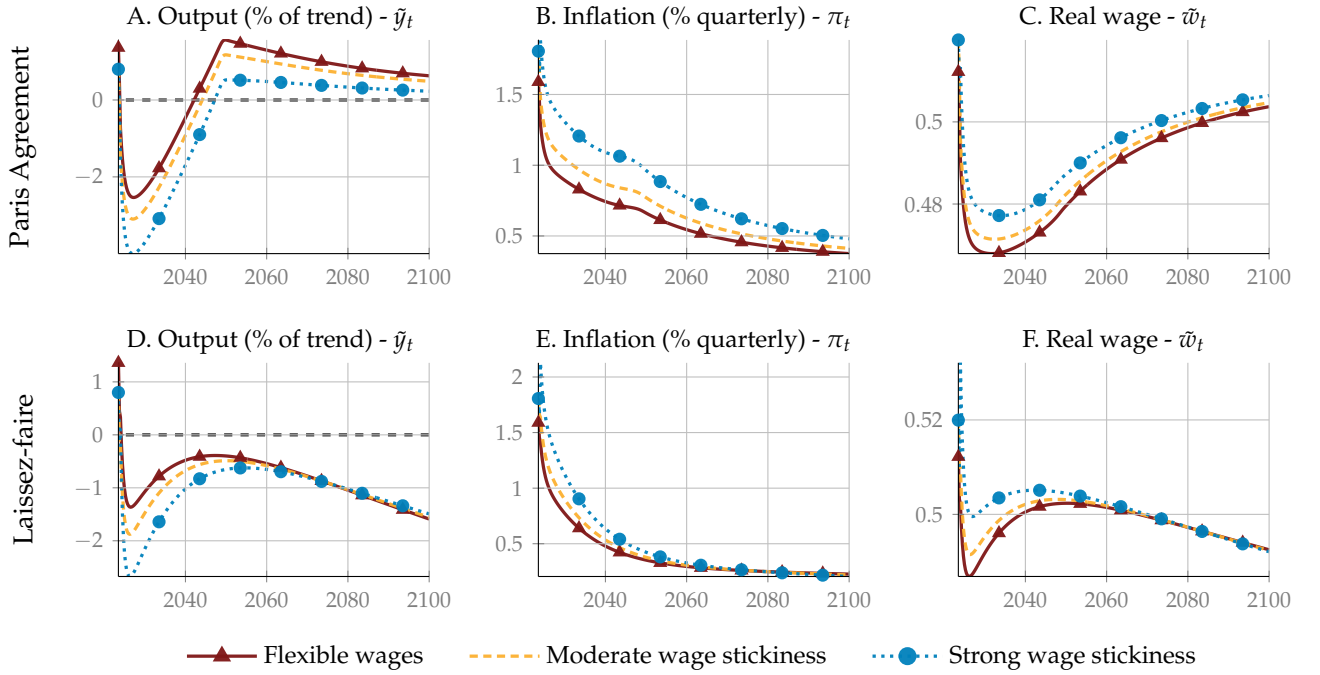 A. Output (% of trend) - ỹₜ
B. Inflation (% quarterly) - πₜ
C. Real wage - w̃ₜ
Paris Agreement
0
−2
2040 2060 2080 2100
1.5
1
0.5
2040 2060 2080 2100
0.5
0.48
2040 2060 2080 2100
D. Output (% of trend) - ỹₜ
E. Inflation (% quarterly) - πₜ
F. Real wage - w̃ₜ
Laissez-faire
1
0
−1
−2
2040 2060 2080 2100
2
1.5
1
0.5
2040 2060 2080 2100
0.52
0.5
2040 2060 2080 2100
Flexible wages
Moderate wage stickiness
Strong wage stickiness